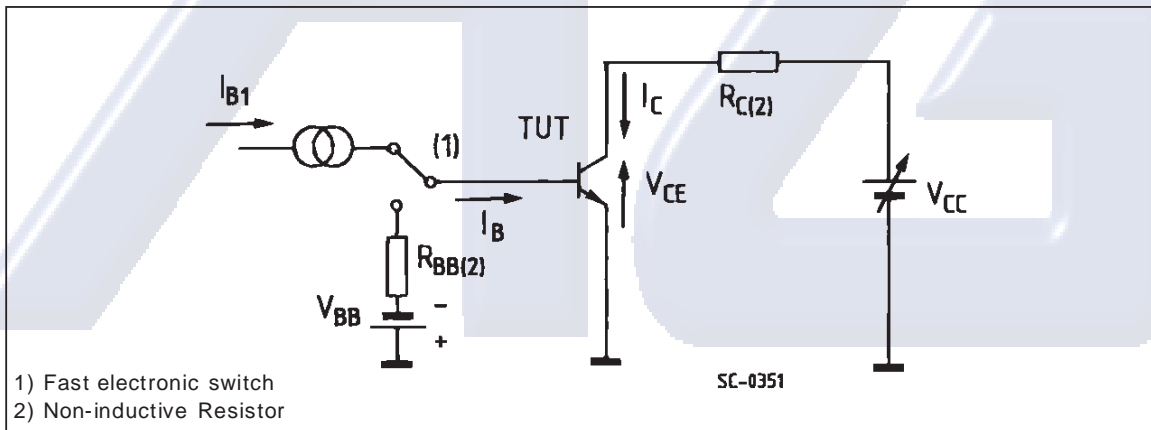 I_B1
(1)
TUT
I_C
R_C(2)
V_CE
V_CC
I_B
R_BB(2)
V_BB
−
+
SC-0351
1) Fast electronic switch
2) Non-inductive Resistor